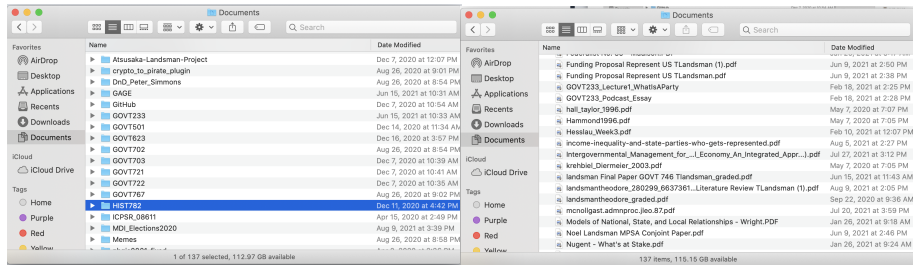 Documents
Search
Favorites
AirDrop
Desktop
Applications
Recents
Downloads
Documents
iCloud
iCloud Drive
Tags
Home
Purple
Red
Yellow
Name Date Modified
Atsusaka-Landsman-Project Dec 7, 2020 at 12:07 PM
crypto_to_pirate_plugin Aug 26, 2020 at 9:01 PM
DnD_Peter_Simmons Aug 26, 2020 at 8:54 PM
GAGE Jun 15, 2021 at 10:31 AM
GitHub Dec 7, 2020 at 10:54 AM
GOVT233 Jun 15, 2021 at 10:33 AM
GOVT501 Dec 14, 2020 at 11:34 AM
GOVT623 Dec 16, 2020 at 3:57 PM
GOVT702 Aug 26, 2020 at 8:54 PM
GOVT703 Dec 7, 2020 at 10:39 AM
GOVT721 Dec 7, 2020 at 10:41 AM
GOVT722 Dec 7, 2020 at 10:35 AM
GOVT767 Aug 26, 2020 at 9:02 PM
HIST782 Dec 11, 2020 at 4:42 PM
ICPSR_08611 Apr 15, 2020 at 2:49 PM
MDI_Elections2020 Aug 9, 2021 at 3:39 PM
Memes Aug 26, 2020 at 8:58 PM
1 of 137 selected, 112.97 GB available
Documents
Search
Favorites
AirDrop
Desktop
Applications
Recents
Downloads
Documents
iCloud
iCloud Drive
Tags
Home
Purple
Red
Yellow
Name Date Modified
Funding Proposal Represent US TLandsman (1).pdf Jun 9, 2021 at 2:50 PM
Funding Proposal Represent US TLandsman.pdf Jun 9, 2021 at 2:38 PM
GOVT233_Lecture1_WhatIsAParty Feb 18, 2021 at 2:25 PM
GOVT233_Podcast_Essay Feb 18, 2021 at 2:28 PM
hall_taylor_1996.pdf May 7, 2020 at 7:07 PM
Hammond1996.pdf May 7, 2020 at 7:05 PM
Hesslau_Week3.pdf Feb 10, 2021 at 12:07 PM
income-inequality-and-state-parties-who-gets-represented.pdf Aug 5, 2021 at 2:27 PM
Intergovernmental_Management_for_...l_Economy_An_Integrated_Appr...).pdf Jul 27, 2021 at 3:12 PM
krehbiel_Diermeier_2003.pdf May 7, 2020 at 7:05 PM
landsman Final Paper GOVT 746 Tlandsman_graded.pdf Jun 15, 2021 at 11:43 AM
landsmantheodore_280299_6637361...Literature Review TLandsman (1).pdf Aug 9, 2021 at 2:05 PM
landsmantheodore_graded.pdf Sep 22, 2020 at 9:36 AM
mcnollgast.admnproc.jleo.87.pdf Jul 20, 2021 at 3:59 PM
Models of National, State, and Local Relationships - Wright.PDF Jan 26, 2021 at 9:18 AM
Noel Landsman MPSA Conjoint Paper.pdf Jun 9, 2021 at 2:46 PM
Nugent - What's at Stake.pdf Jan 26, 2021 at 9:24 AM
137 items, 115.15 GB available